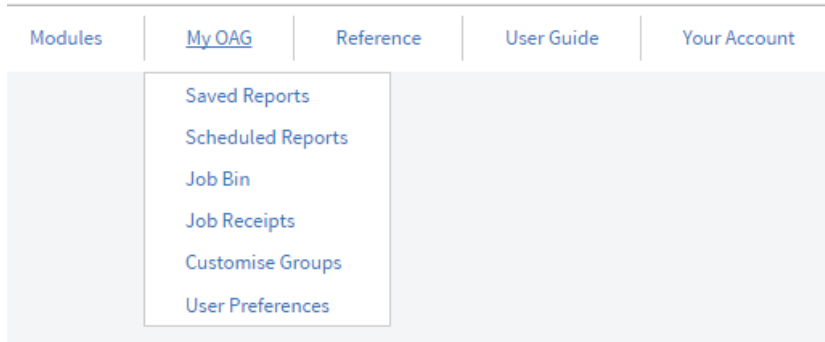 Modules My OAG Reference User Guide Your Account
Saved Reports
Scheduled Reports
Job Bin
Job Receipts
Customise Groups
User Preferences